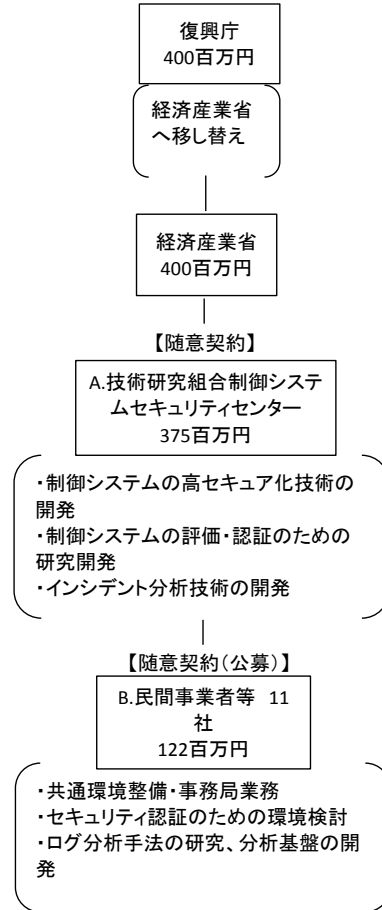 復興庁
400百万円
経済産業省
へ移し替え
経済産業省
400百万円
【随意契約】
A.技術研究組合制御システ
ムセキュリティセンター
375百万円
・制御システムの高セキュア化技術の
開発
・制御システムの評価・認証のための
研究開発
・インシデント分析技術の開発
【随意契約(公募)】
B.民間事業者等 11
社
122百万円
・共通環境整備・事務局業務
・セキュリティ認証のための環境検討
・ログ分析手法の研究、分析基盤の開
発